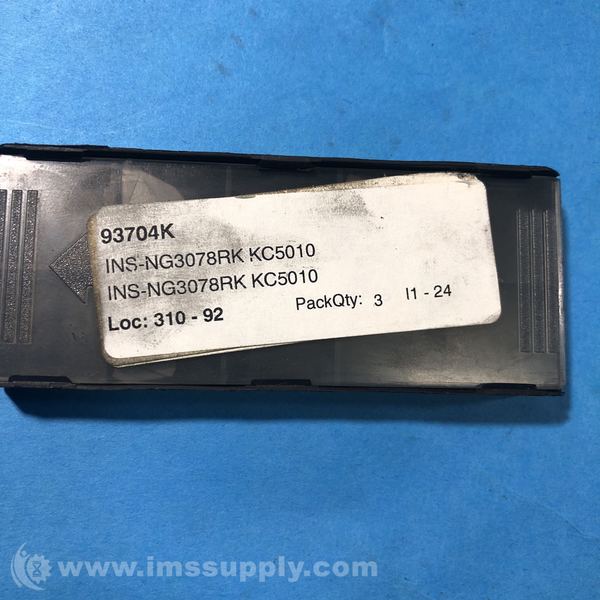 93704K
INS-NG3078RK KC5010
INS-NG3078RK KC5010
Loc: 310 - 92 PackQty: 3 I1 - 24
www.imssupply.com